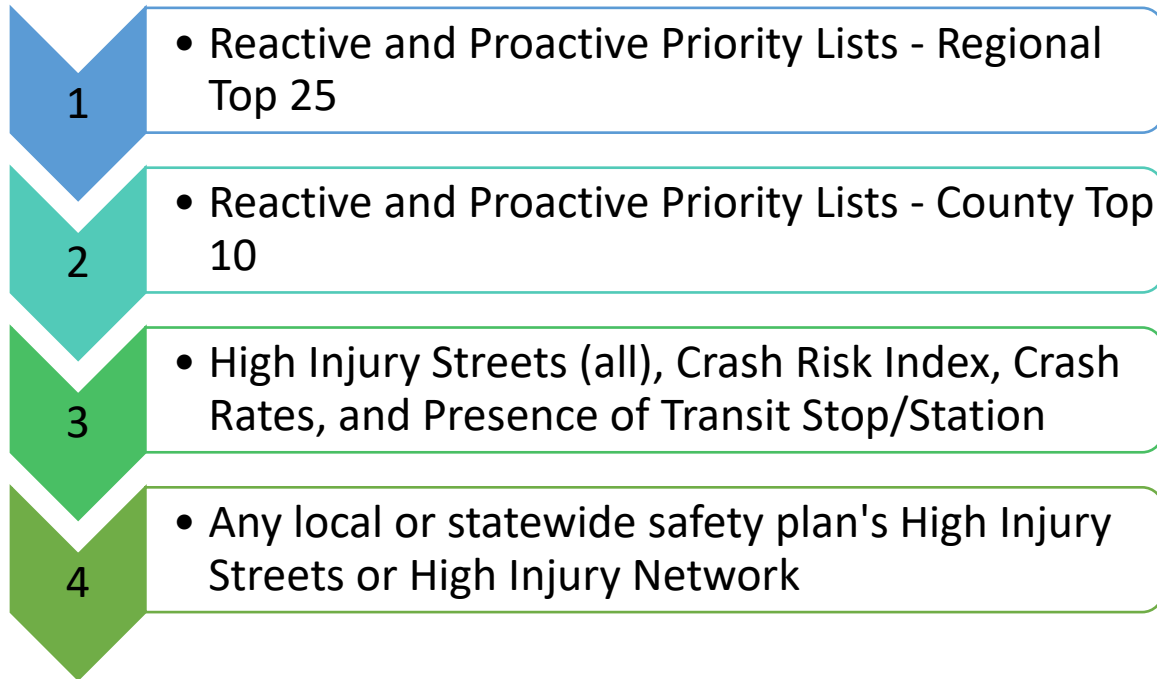 1
• Reactive and Proactive Priority Lists - Regional
Top 25
2
• Reactive and Proactive Priority Lists - County Top
10
3
• High Injury Streets (all), Crash Risk Index, Crash
Rates, and Presence of Transit Stop/Station
4
• Any local or statewide safety plan's High Injury
Streets or High Injury Network